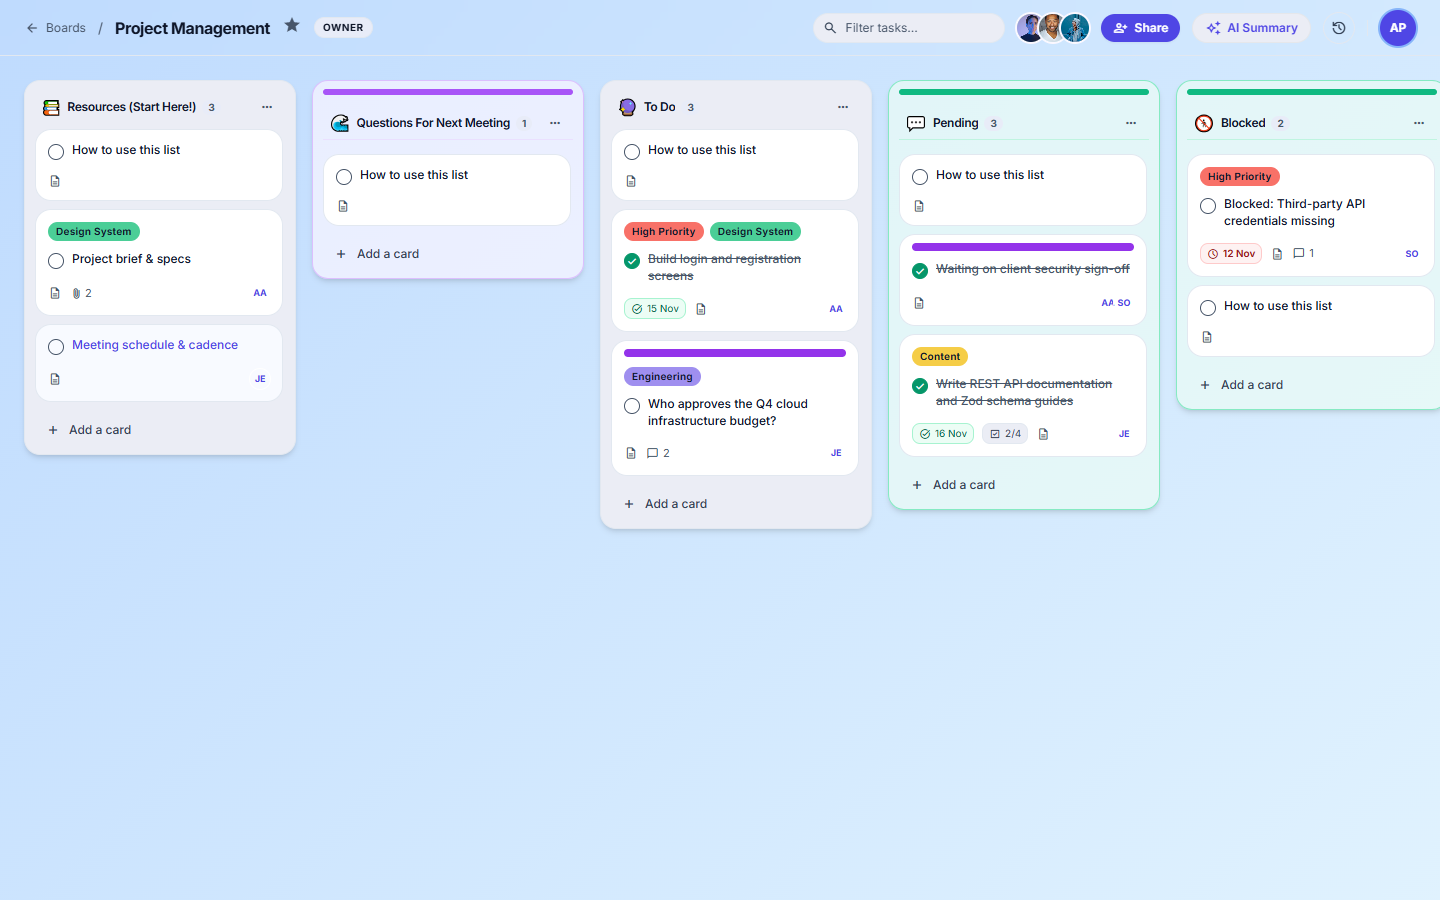 Boards / Project Management OWNER
Filter tasks... Share AI Summary AP
Resources (Start Here!) 3
How to use this list
Design System
Project brief & specs
2 AA
Meeting schedule & cadence
JE
Add a card
Questions For Next Meeting 1
How to use this list
Add a card
To Do 3
How to use this list
High Priority Design System
Build login and registration
screens
15 Nov AA
Engineering
Who approves the Q4 cloud
infrastructure budget?
2 JE
Add a card
Pending 3
How to use this list
Waiting on client security sign-off
AA SO
Content
Write REST API documentation
and Zod schema guides
16 Nov 2/4 JE
Add a card
Blocked 2
High Priority
Blocked: Third-party API
credentials missing
12 Nov 1 SO
How to use this list
Add a card